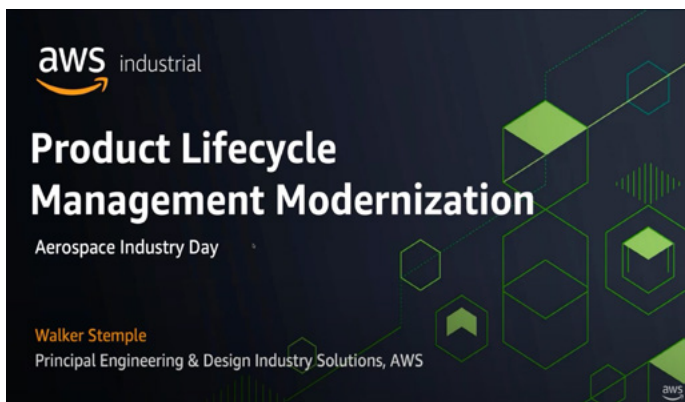 aws industrial
Product Lifecycle
Management Modernization
Aerospace Industry Day
Walker Stemple
Principal Engineering & Design Industry Solutions, AWS
aws